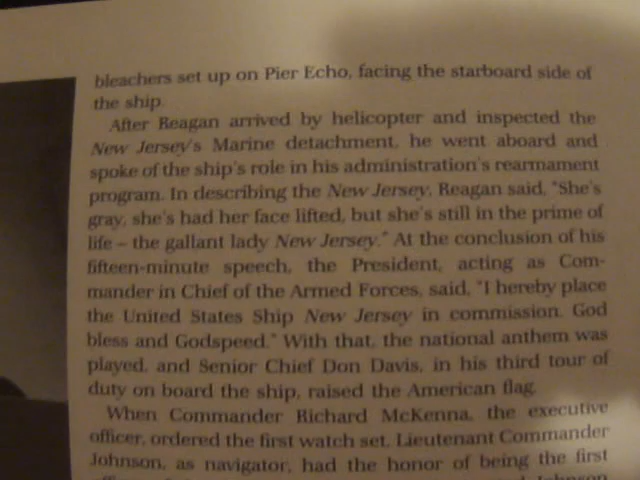 bleachers set up on Pier Echo, facing the starboard side of
the ship.
After Reagan arrived by helicopter and inspected the
New Jersey's Marine detachment, he went aboard and
spoke of the ship's role in his administration's rearmament
program. In describing the New Jersey, Reagan said, "She's
gray, she's had her face lifted, but she's still in the prime of
life – the gallant lady New Jersey." At the conclusion of his
fifteen-minute speech, the President, acting as Com-
mander in Chief of the Armed Forces, said, "I hereby place
the United States Ship New Jersey in commission. God
bless and Godspeed." With that, the national anthem was
played, and Senior Chief Don Davis, in his third tour of
duty on board the ship, raised the American flag.
When Commander Richard McKenna, the executive
officer, ordered the first watch set, Lieutenant Commander
Johnson, as navigator, had the honor of being the first
Johnson